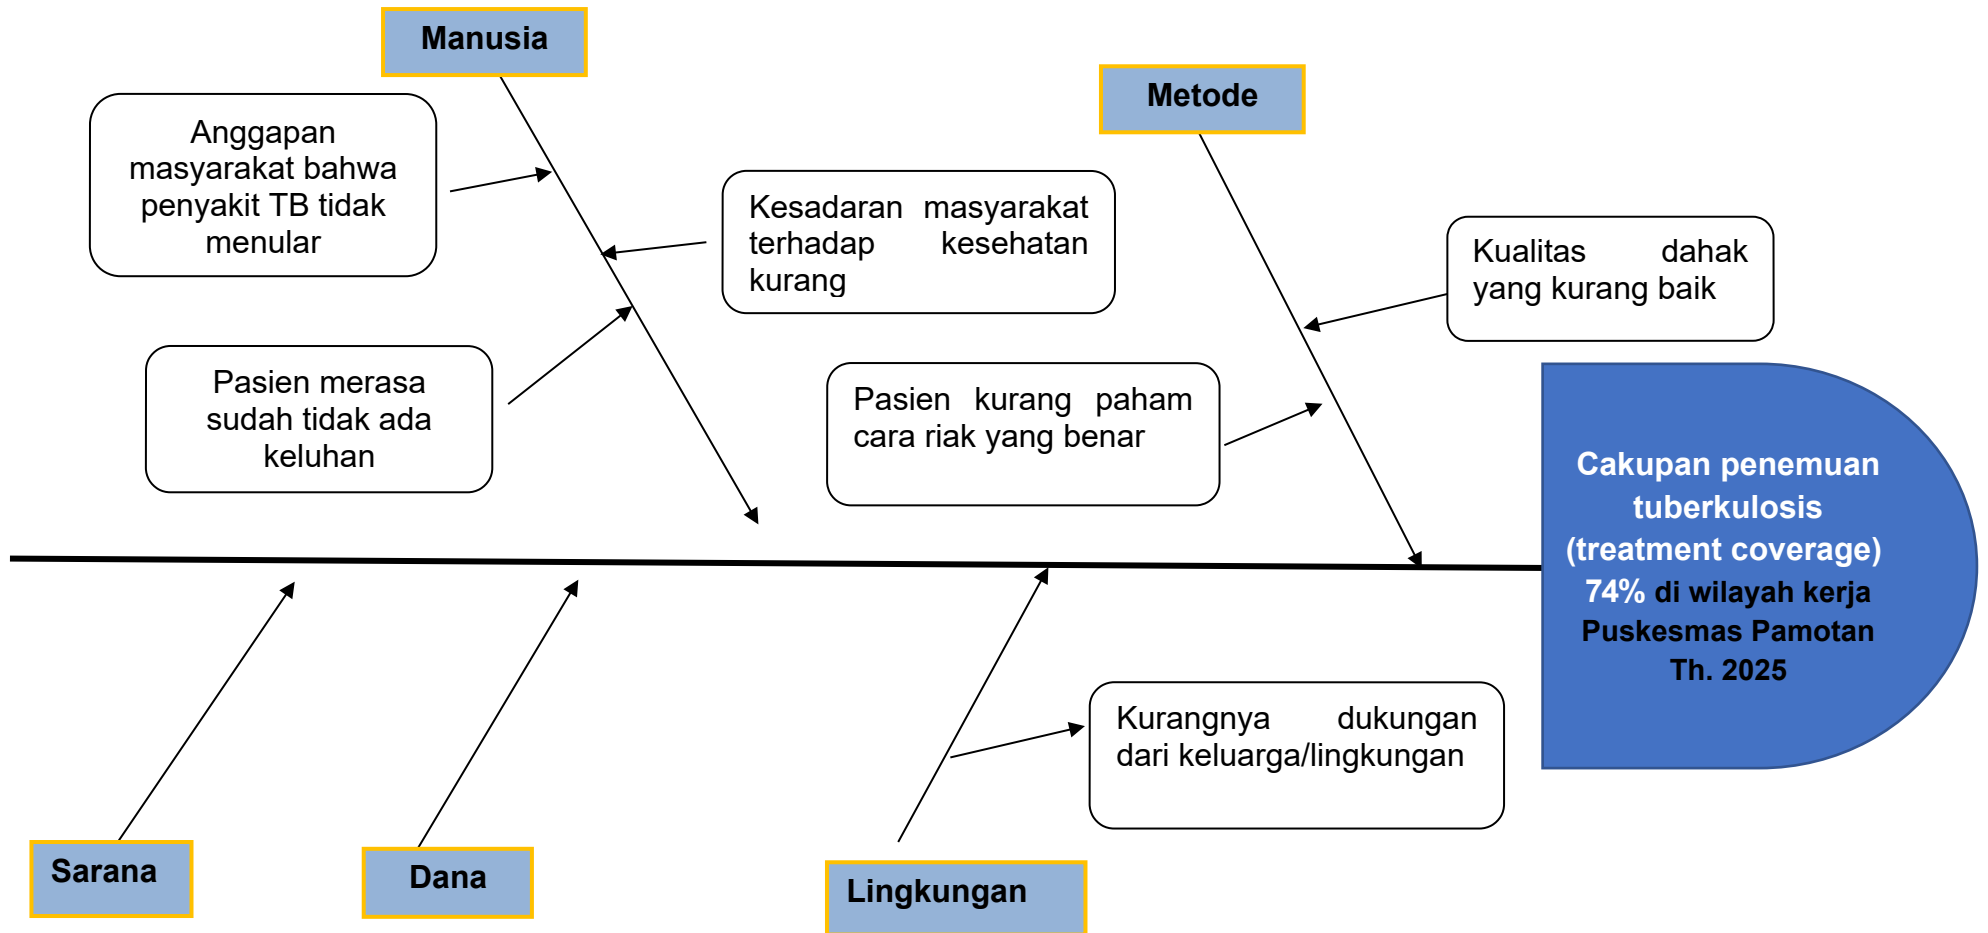 Manusia
Metode
Anggapan
masyarakat bahwa
penyakit TB tidak
menular
Kesadaran masyarakat
terhadap kesehatan
kurang
Kualitas dahak
yang kurang baik
Pasien merasa
sudah tidak ada
keluhan
Pasien kurang paham
cara riak yang benar
Cakupan penemuan
tuberkulosis
(treatment coverage)
74% di wilayah kerja
Puskesmas Pamotan
Th. 2025
Kurangnya dukungan
dari keluarga/lingkungan
Sarana
Dana
Lingkungan